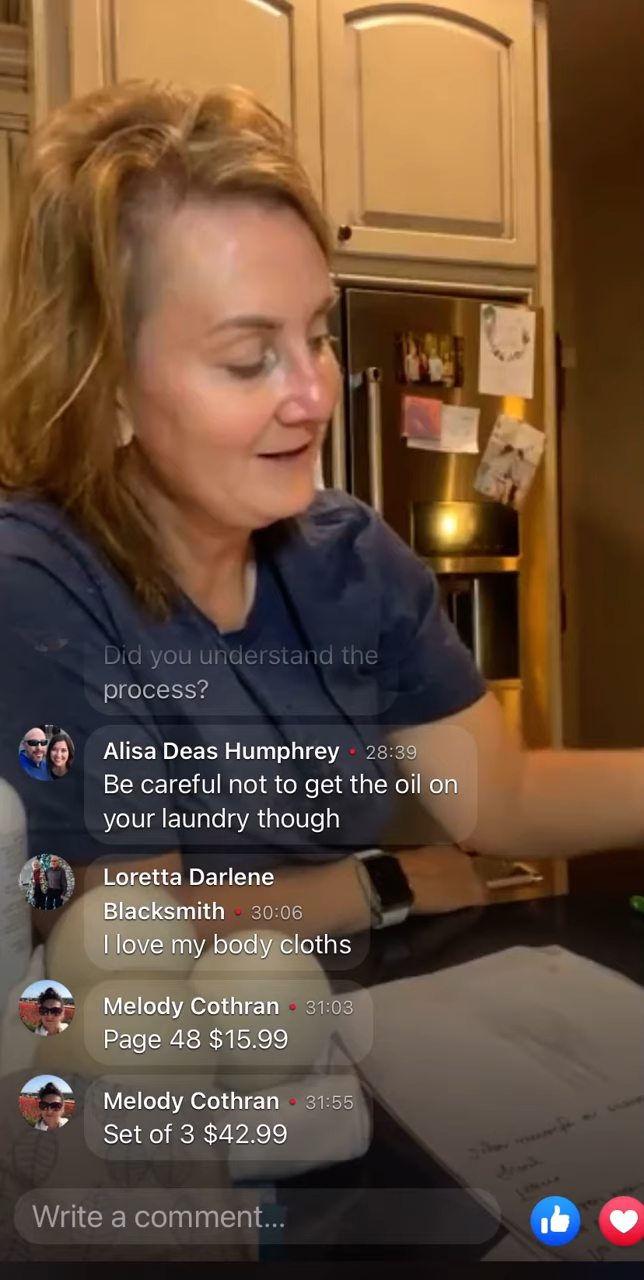 Did you understand the
process?
Alisa Deas Humphrey • 28:39
Be careful not to get the oil on
your laundry though
Loretta Darlene
Blacksmith • 30:06
I love my body cloths
Melody Cothran • 31:03
Page 48 $15.99
Melody Cothran • 31:55
Set of 3 $42.99
Write a comment...